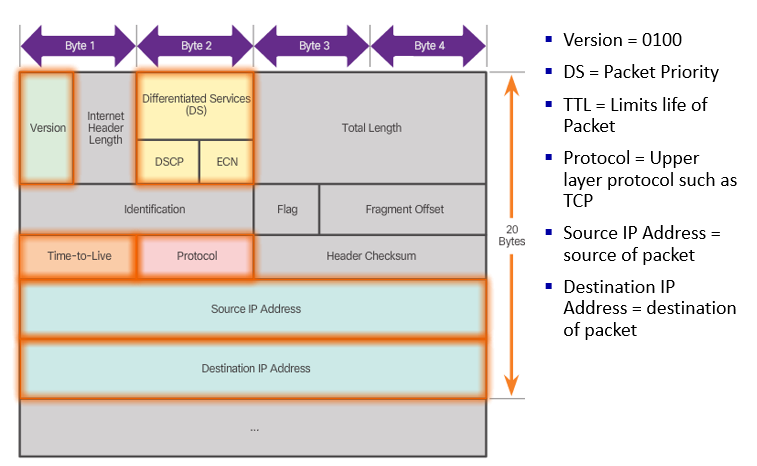 Byte 1
Byte 2
Byte 3
Byte 4
Version
Internet
Header
Length
Differentiated Services
(DS)
DSCP
ECN
Total Length
Identification
Flag
Fragment Offset
Time-to-Live
Protocol
Header Checksum
Source IP Address
Destination IP Address
...
20
Bytes
Version = 0100
DS = Packet Priority
TTL = Limits life of
Packet
Protocol = Upper
layer protocol such as
TCP
Source IP Address =
source of packet
Destination IP
Address = destination
of packet